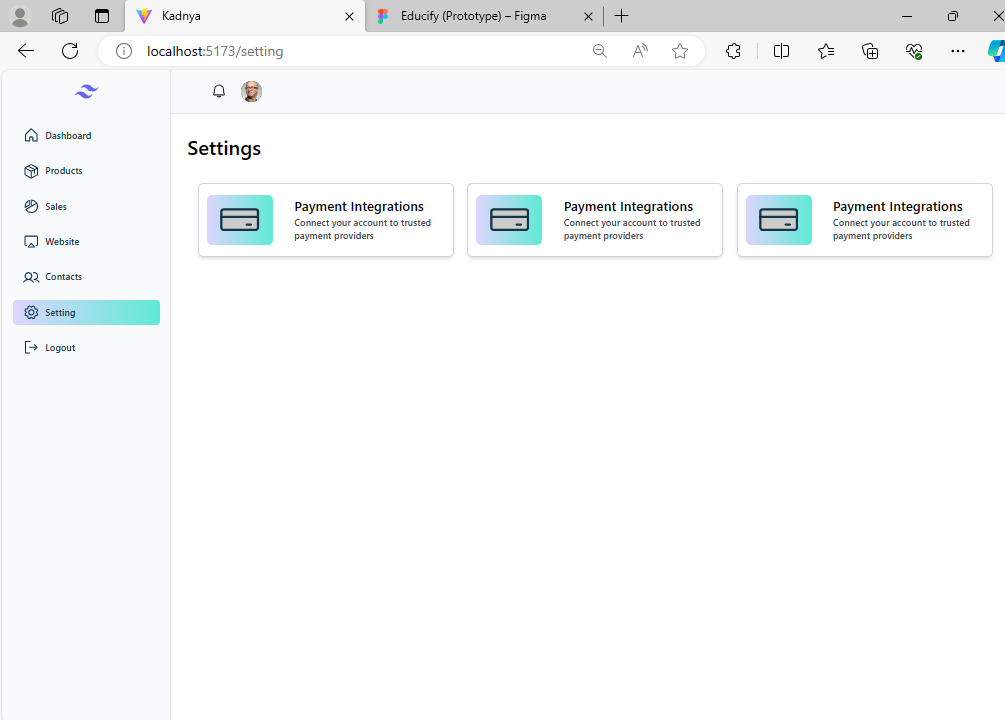 Kadnya
Educify (Prototype) – Figma
localhost:5173/setting
Dashboard
Products
Sales
Website
Contacts
Setting
Logout
Settings
Payment Integrations
Connect your account to trusted
payment providers
Payment Integrations
Connect your account to trusted
payment providers
Payment Integrations
Connect your account to trusted
payment providers